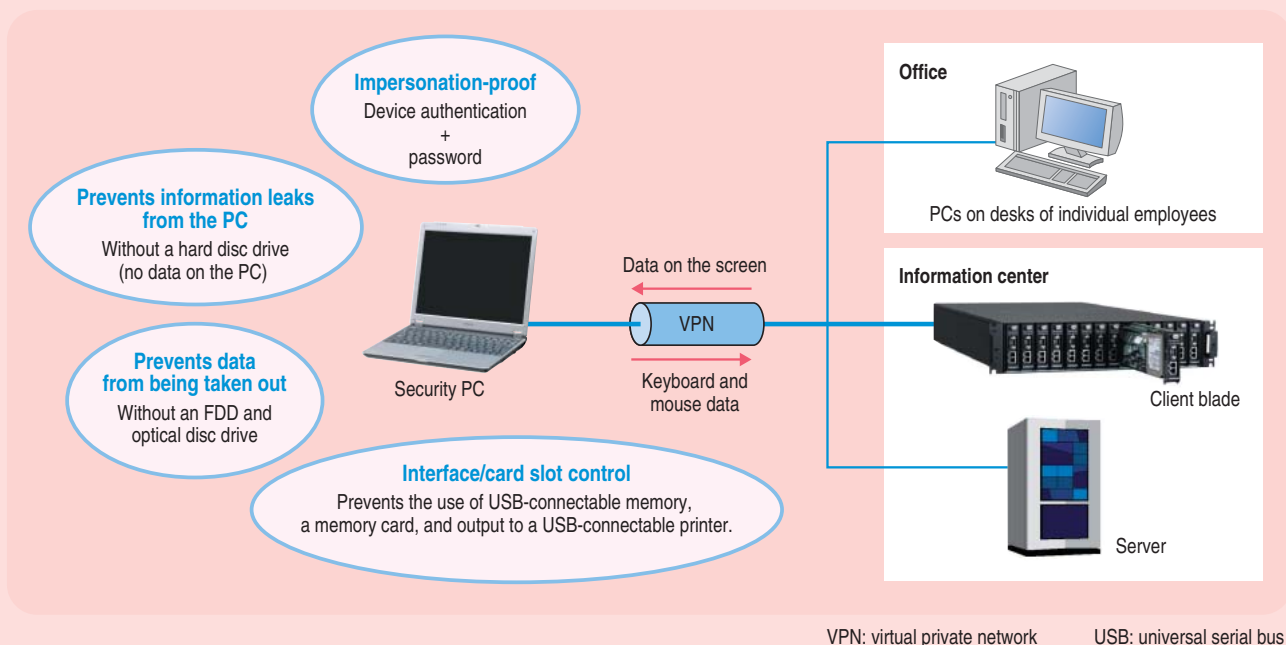 Impersonation-proof
Device authentication
+
password
Prevents information leaks
from the PC
Without a hard disc drive
(no data on the PC)
Prevents data
from being taken out
Without an FDD and
optical disc drive
Interface/card slot control
Prevents the use of USB-connectable memory,
a memory card, and output to a USB-connectable printer.
Security PC
Data on the screen
VPN
Keyboard and
mouse data
Office
PCs on desks of individual employees
Information center
Client blade
Server
VPN: virtual private network USB: universal serial bus